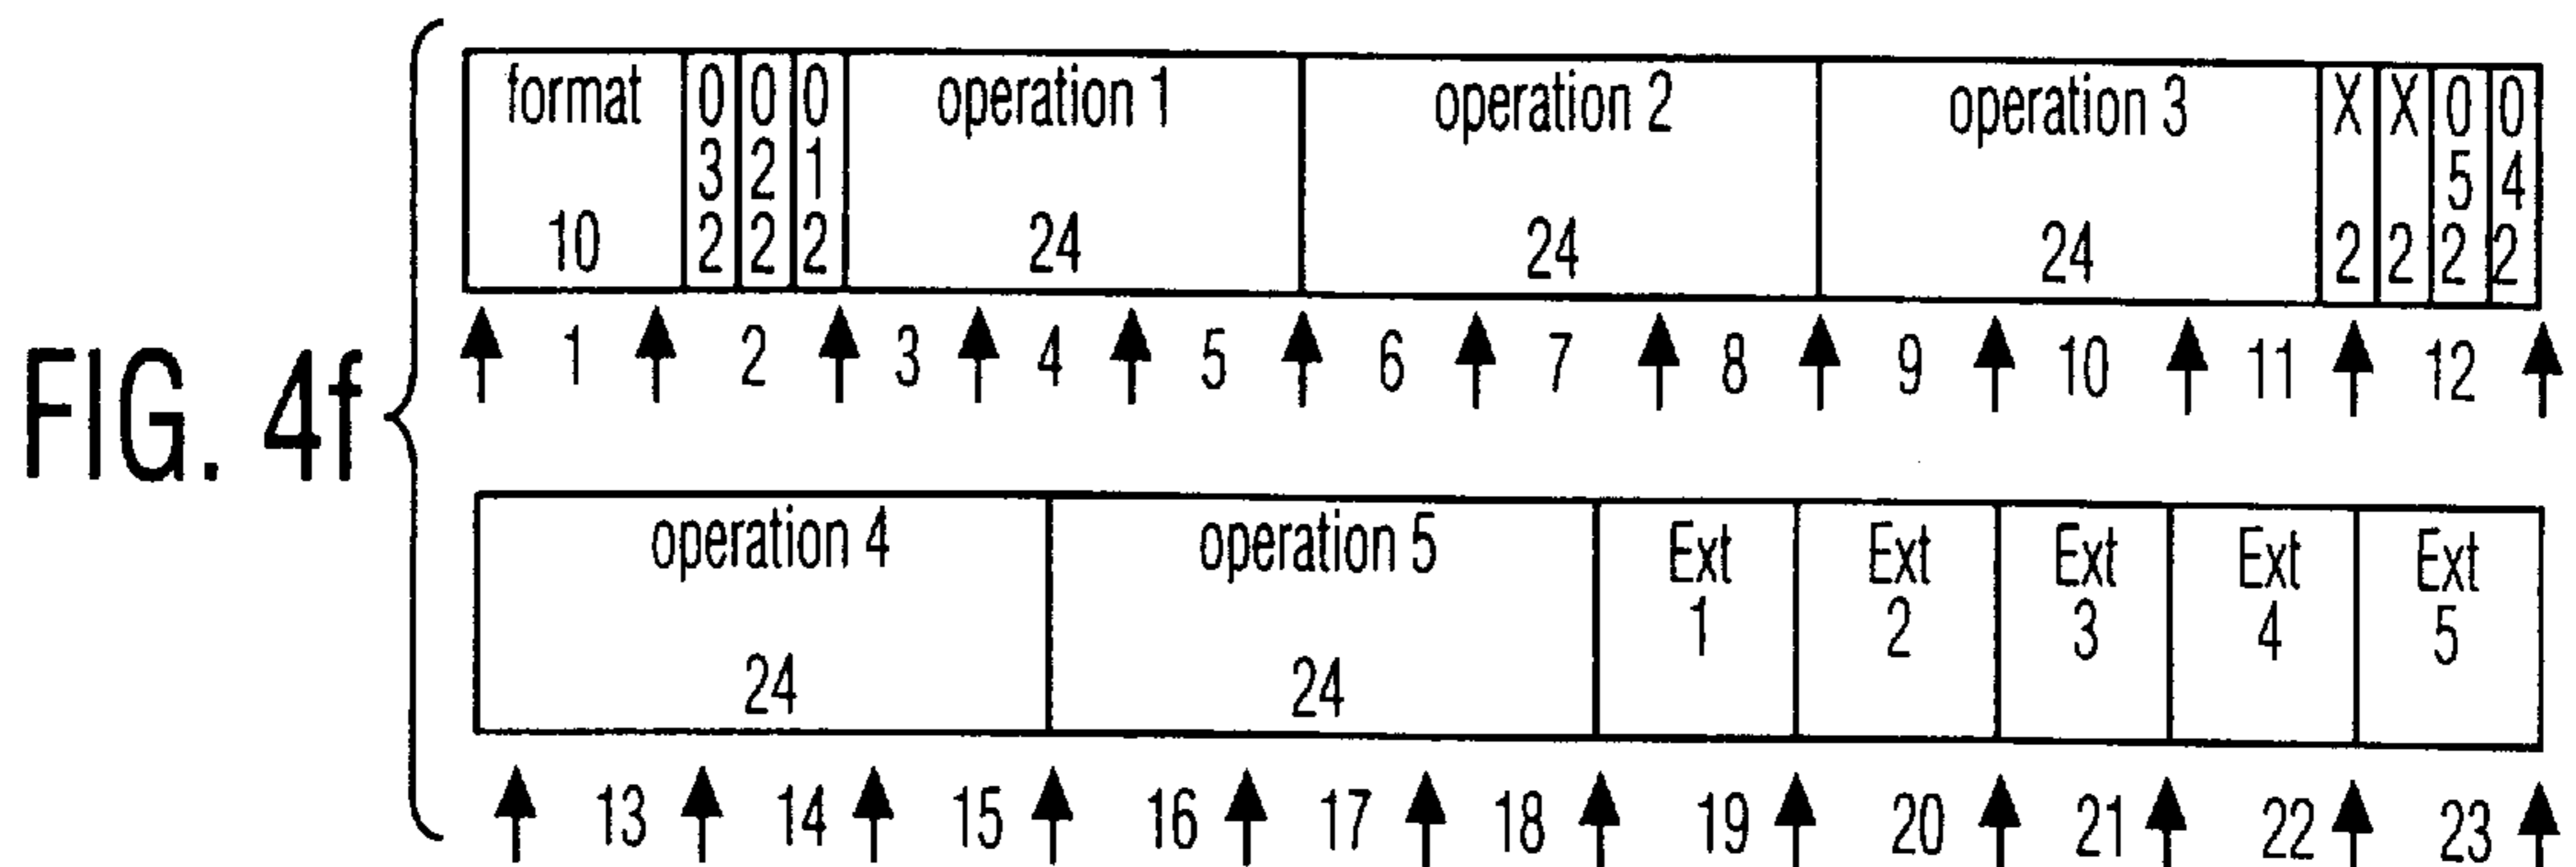 FIG. 4f
format 0 0 0 operation 1 operation 2 operation 3 X X 0 0
3 2 1 5 4
10 2 2 2 24 24 24 2 2 2 2
1 2 3 4 5 6 7 8 9 10 11 12
operation 4 operation 5 Ext Ext Ext Ext Ext
1 2 3 4 5
24 24
13 14 15 16 17 18 19 20 21 22 23